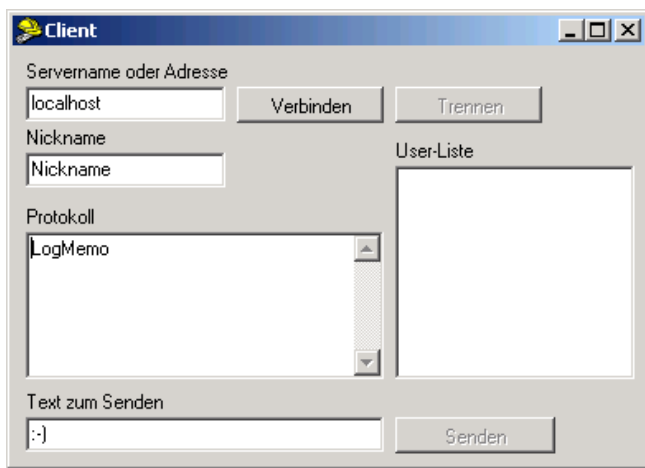 Client
Servername oder Adresse
localhost
Verbinden
Trennen
Nickname
Nickname
User-Liste
Protokoll
LogMemo
Text zum Senden
:-)
Senden